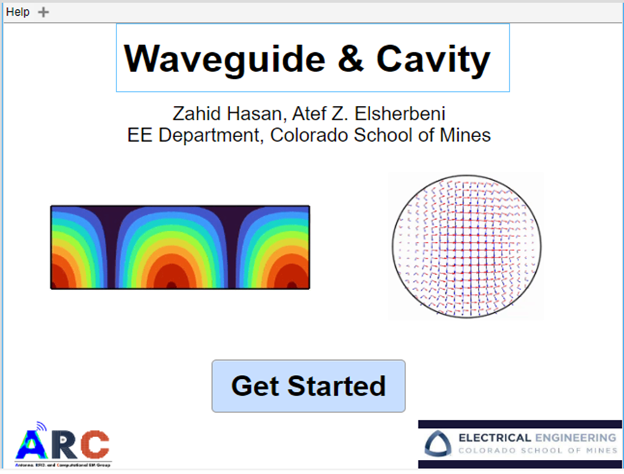 Help
Waveguide & Cavity
Zahid Hasan, Atef Z. Elsherbeni
EE Department, Colorado School of Mines
Get Started
ARC
Antenna, RFID and Computational EM Group
ELECTRICAL ENGINEERING
COLORADO SCHOOL OF MINES